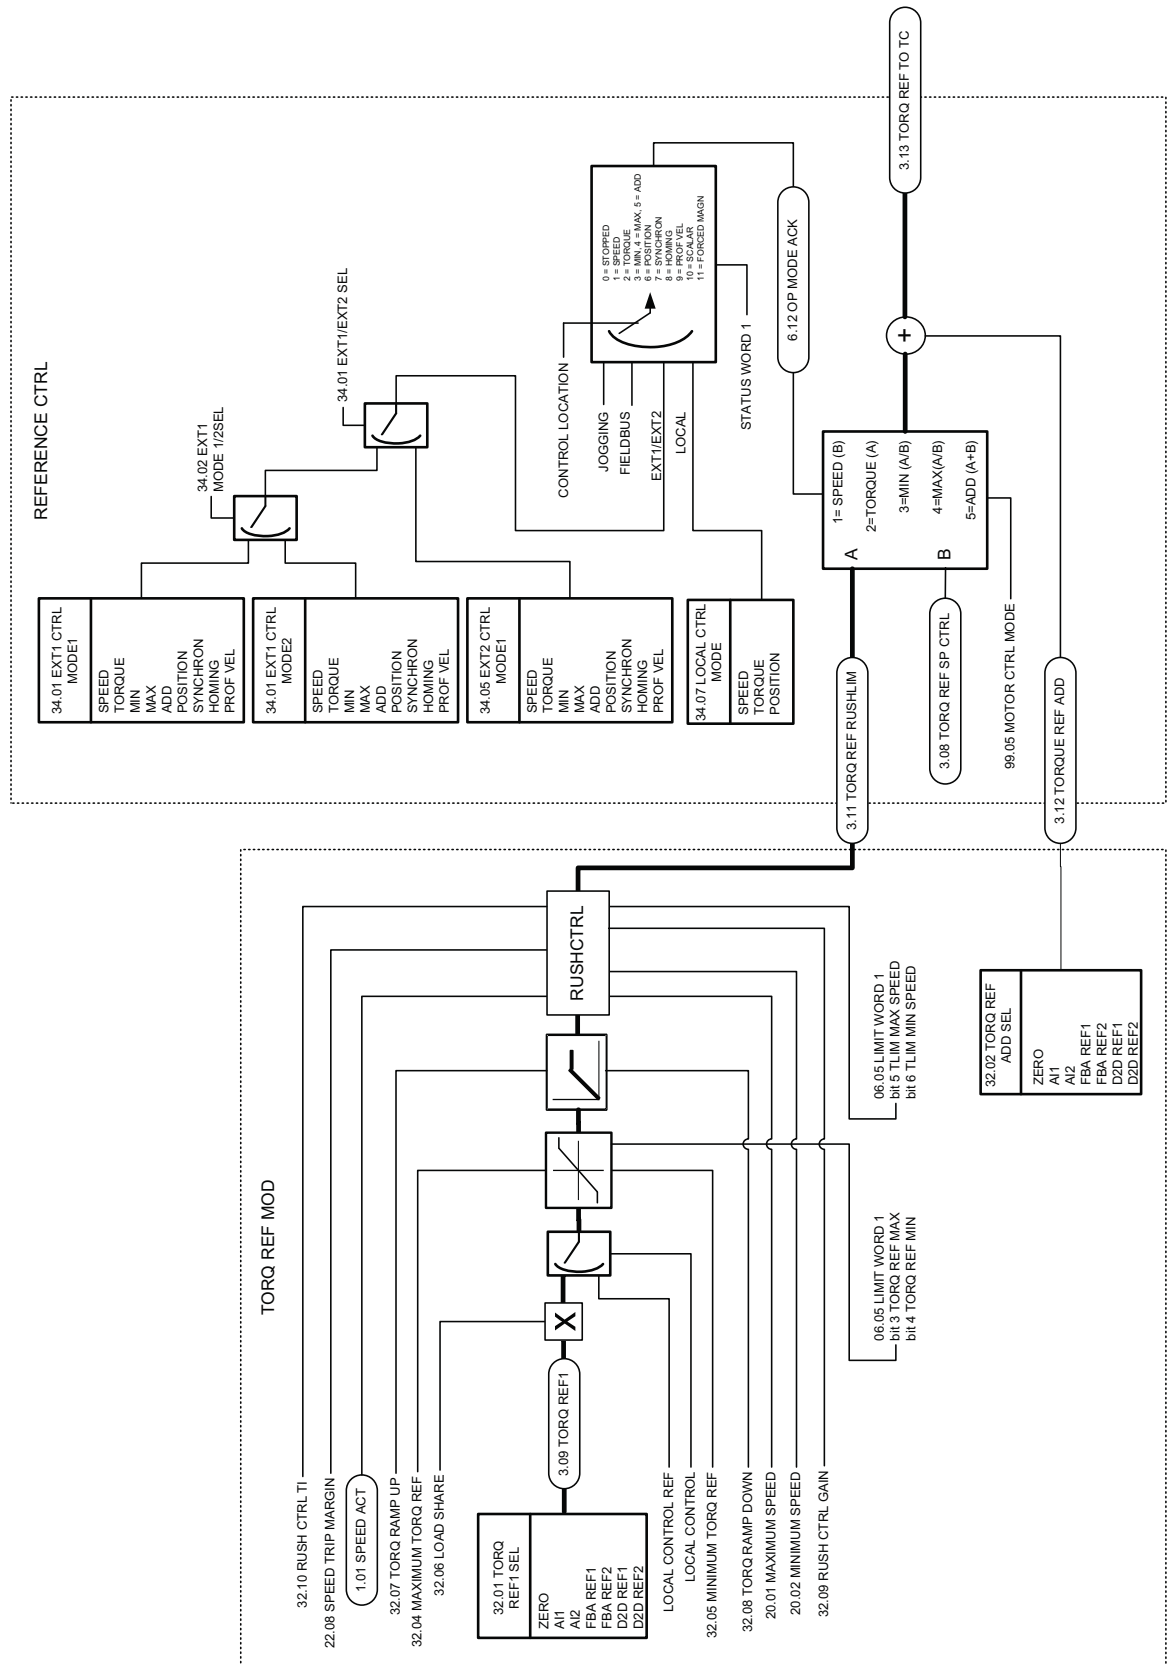 TORQ REF MOD
32.10 RUSH CTRL TI
22.08 SPEED TRIP MARGIN
1.01 SPEED ACT
32.07 TORQ RAMP UP
32.04 MAXIMUM TORQ REF
32.06 LOAD SHARE
32.01 TORQ
REF1 SEL
ZERO
AI1
AI2
FBA REF1
FBA REF2
D2D REF1
D2D REF2
3.09 TORQ REF1
X
RUSHCTRL
LOCAL CONTROL REF
LOCAL CONTROL
32.05 MINIMUM TORQ REF
32.08 TORQ RAMP DOWN
20.01 MAXIMUM SPEED
20.02 MINIMUM SPEED
32.09 RUSH CTRL GAIN
06.05 LIMIT WORD 1
bit 3 TORQ REF MAX
bit 4 TORQ REF MIN
06.05 LIMIT WORD 1
bit 5 TLIM MAX SPEED
bit 6 TLIM MIN SPEED
32.02 TORQ REF
ADD SEL
ZERO
AI1
AI2
FBA REF1
FBA REF2
D2D REF1
D2D REF2
REFERENCE CTRL
34.01 EXT1 CTRL
MODE1
SPEED
TORQUE
MIN
MAX
ADD
POSITION
SYNCHRON
HOMING
PROF VEL
34.01 EXT1 CTRL
MODE2
SPEED
TORQUE
MIN
MAX
ADD
POSITION
SYNCHRON
HOMING
PROF VEL
34.05 EXT2 CTRL
MODE1
SPEED
TORQUE
MIN
MAX
ADD
POSITION
SYNCHRON
HOMING
PROF VEL
34.07 LOCAL CTRL
MODE
SPEED
TORQUE
POSITION
34.02 EXT1
MODE 1/2SEL
34.01 EXT1/EXT2 SEL
CONTROL LOCATION
JOGGING
FIELDBUS
EXT1/EXT2
LOCAL
0 = STOPPED
1 = SPEED
2 = TORQUE
3 = MIN, 4 = MAX, 5 = ADD
6 = POSITION
7 = SYNCHRON
8 = HOMING
9 = PROF VEL
10 = SCALAR
11 = FORCED MAGN
STATUS WORD 1
6.12 OP MODE ACK
3.11 TORQ REF RUSHLIM
3.08 TORQ REF SP CTRL
99.05 MOTOR CTRL MODE
3.12 TORQUE REF ADD
A
B
1= SPEED (B)
2=TORQUE (A)
3=MIN (A/B)
4=MAX(A/B)
5=ADD (A+B)
+
3.13 TORQ REF TO TC